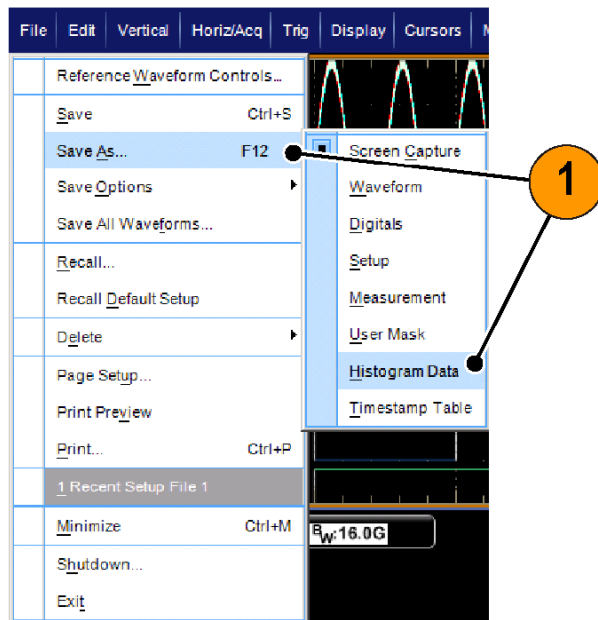 File Edit Vertical Horiz/Acq Trig Display Cursors
Reference Waveform Controls...
Save Ctrl+S
Save As... F12
Save Options
Save All Waveforms...
Recall...
Recall Default Setup
Delete
Page Setup...
Print Preview
Print... Ctrl+P
1 Recent Setup File 1
Minimize Ctrl+M
Shutdown...
Exit
Screen Capture
Waveform
Digitals
Setup
Measurement
User Mask
Histogram Data
Timestamp Table
1
BW:16.0G